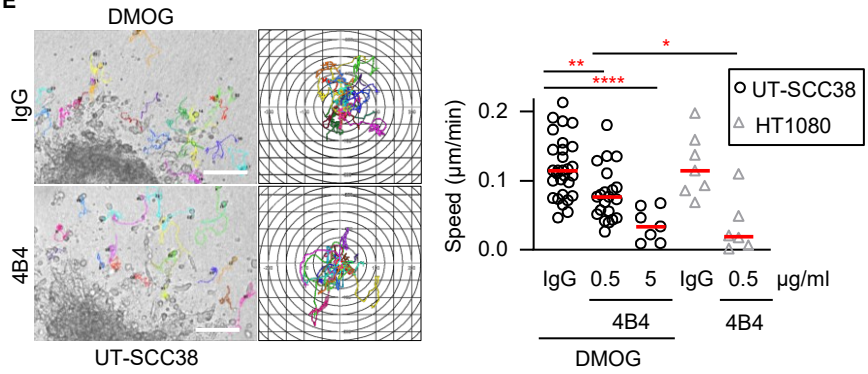 E
DMOG
IgG
4B4
UT-SCC38
Speed (µm/min)
0.2
0.1
0.0
*
**
****
UT-SCC38
HT1080
IgG 0.5 5 IgG 0.5 µg/ml
4B4 4B4
DMOG